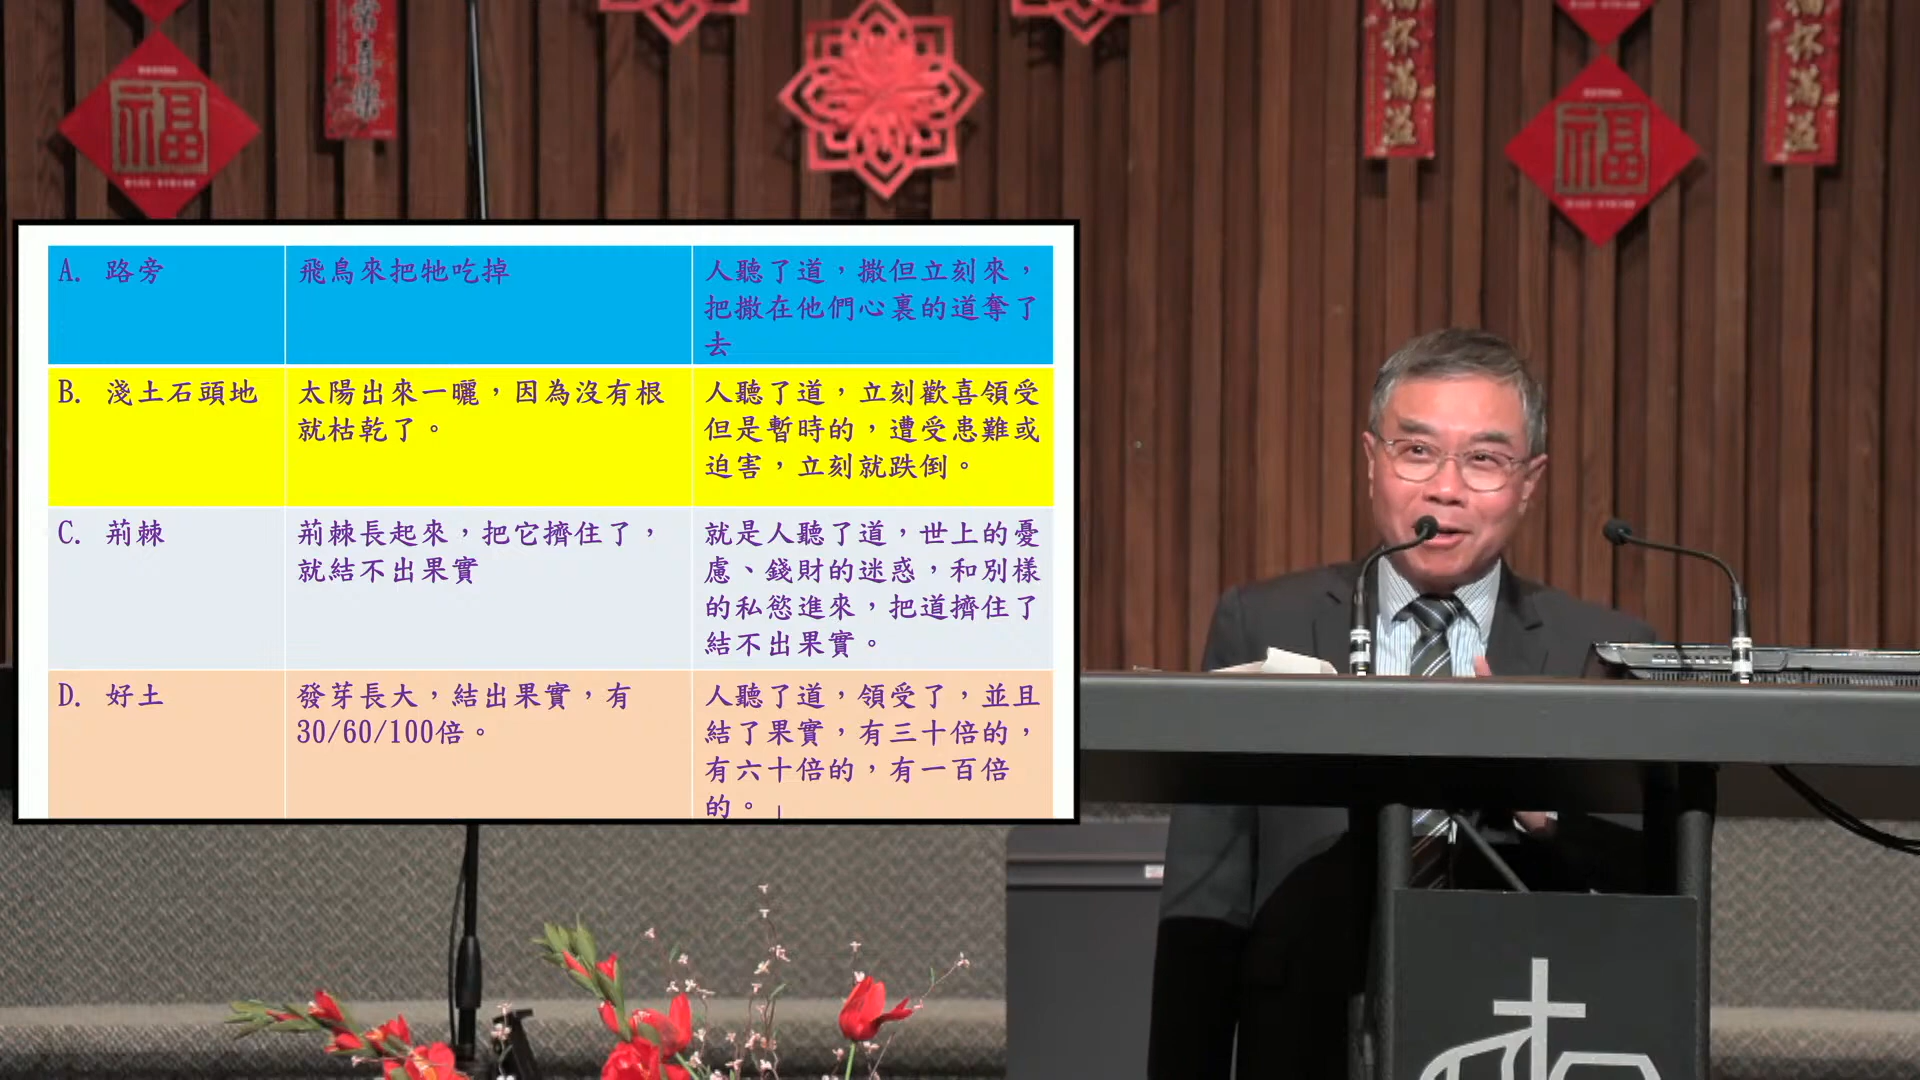 福
杯滿溢
福
杯滿溢
A. 路旁
飛鳥來把牠吃掉
人聽了道，撒但立刻來，
把撒在他們心裏的道奪了
去
B. 淺土石頭地
太陽出來一曬，因為沒有根
就枯乾了。
人聽了道，立刻歡喜領受
但是暫時的，遭受患難或
迫害，立刻就跌倒。
C. 荊棘
荊棘長起來，把它擠住了，
就結不出果實
就是人聽了道，世上的憂
慮、錢財的迷惑，和別樣
的私慾進來，把道擠住了
結不出果實。
D. 好土
發芽長大，結出果實，有
30/60/100倍。
人聽了道，領受了，並且
結了果實，有三十倍的，
有六十倍的，有一百倍
的。」